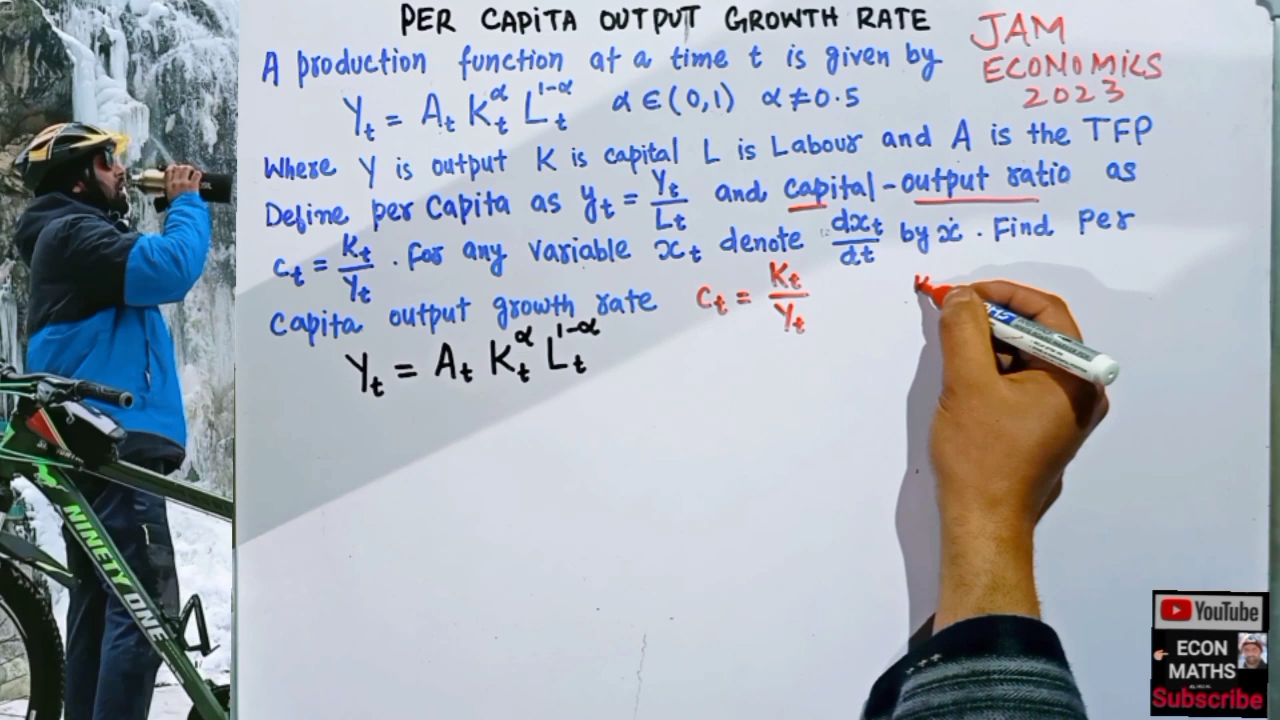 PER CAPITA OUTPUT GROWTH RATE
JAM
ECONOMICS
2023
A production function at a time t is given by
Yₜ = Aₜ Kₜ^α Lₜ^(1-α)   α ∈ (0,1)   α ≠ 0.5
Where Y is output K is capital L is Labour and A is the TFP
Define per Capita as yₜ = Yₜ/Lₜ and capital-output ratio as
cₜ = Kₜ/Yₜ . For any variable xₜ denote dxₜ/dt by ẋ . Find Per
Capita output growth rate
cₜ = Kₜ/Yₜ
Yₜ = Aₜ Kₜ^α Lₜ^(1-α)
NINETY ONE
YouTube
ECON
MATHS
Subscribe